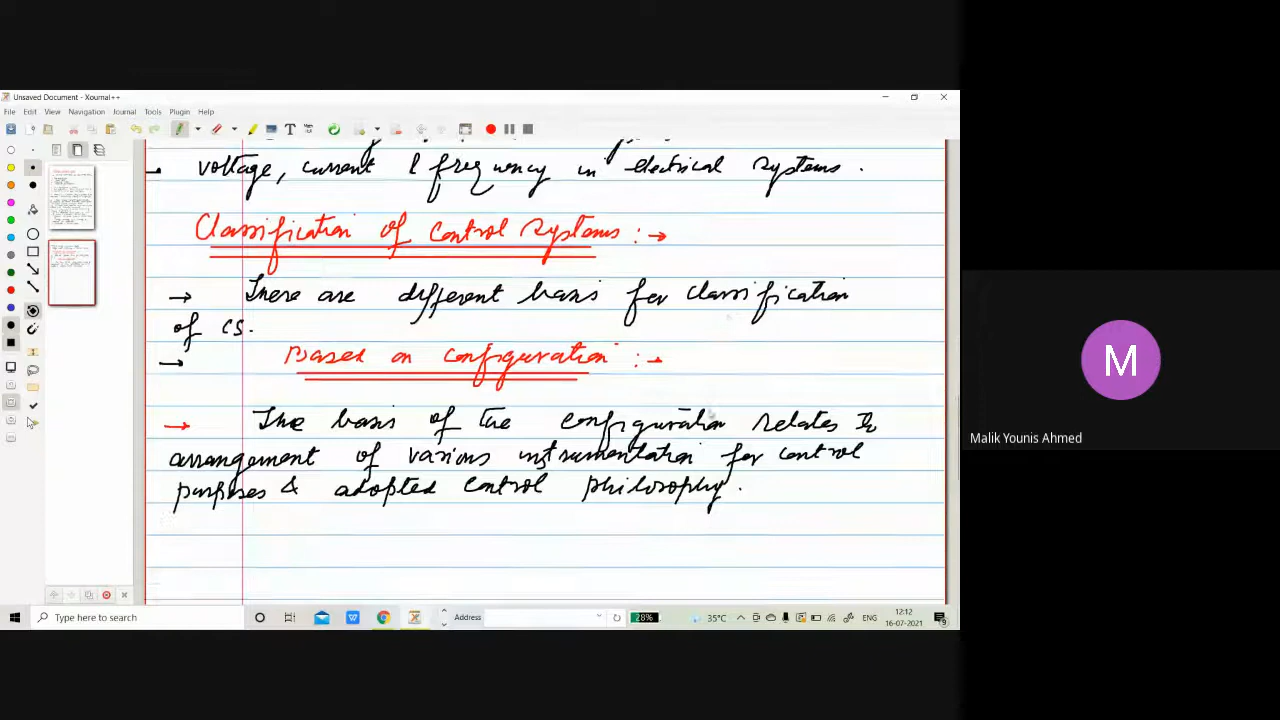 Unsaved Document - Xournal++
File Edit View Navigation Journal Tools Plugin Help
voltage, current & frequency in electrical systems.
Classification of control systems :→
→ There are different basis for classification
of CS.
→ Based on configuration :→
→ The basis of the configuration relates to
arrangement of various instrumentation for control
purposes & adopted control philosophy.
M
Malik Younis Ahmed
Type here to search
Address
28%
35°C
ENG
12:12
16-07-2021